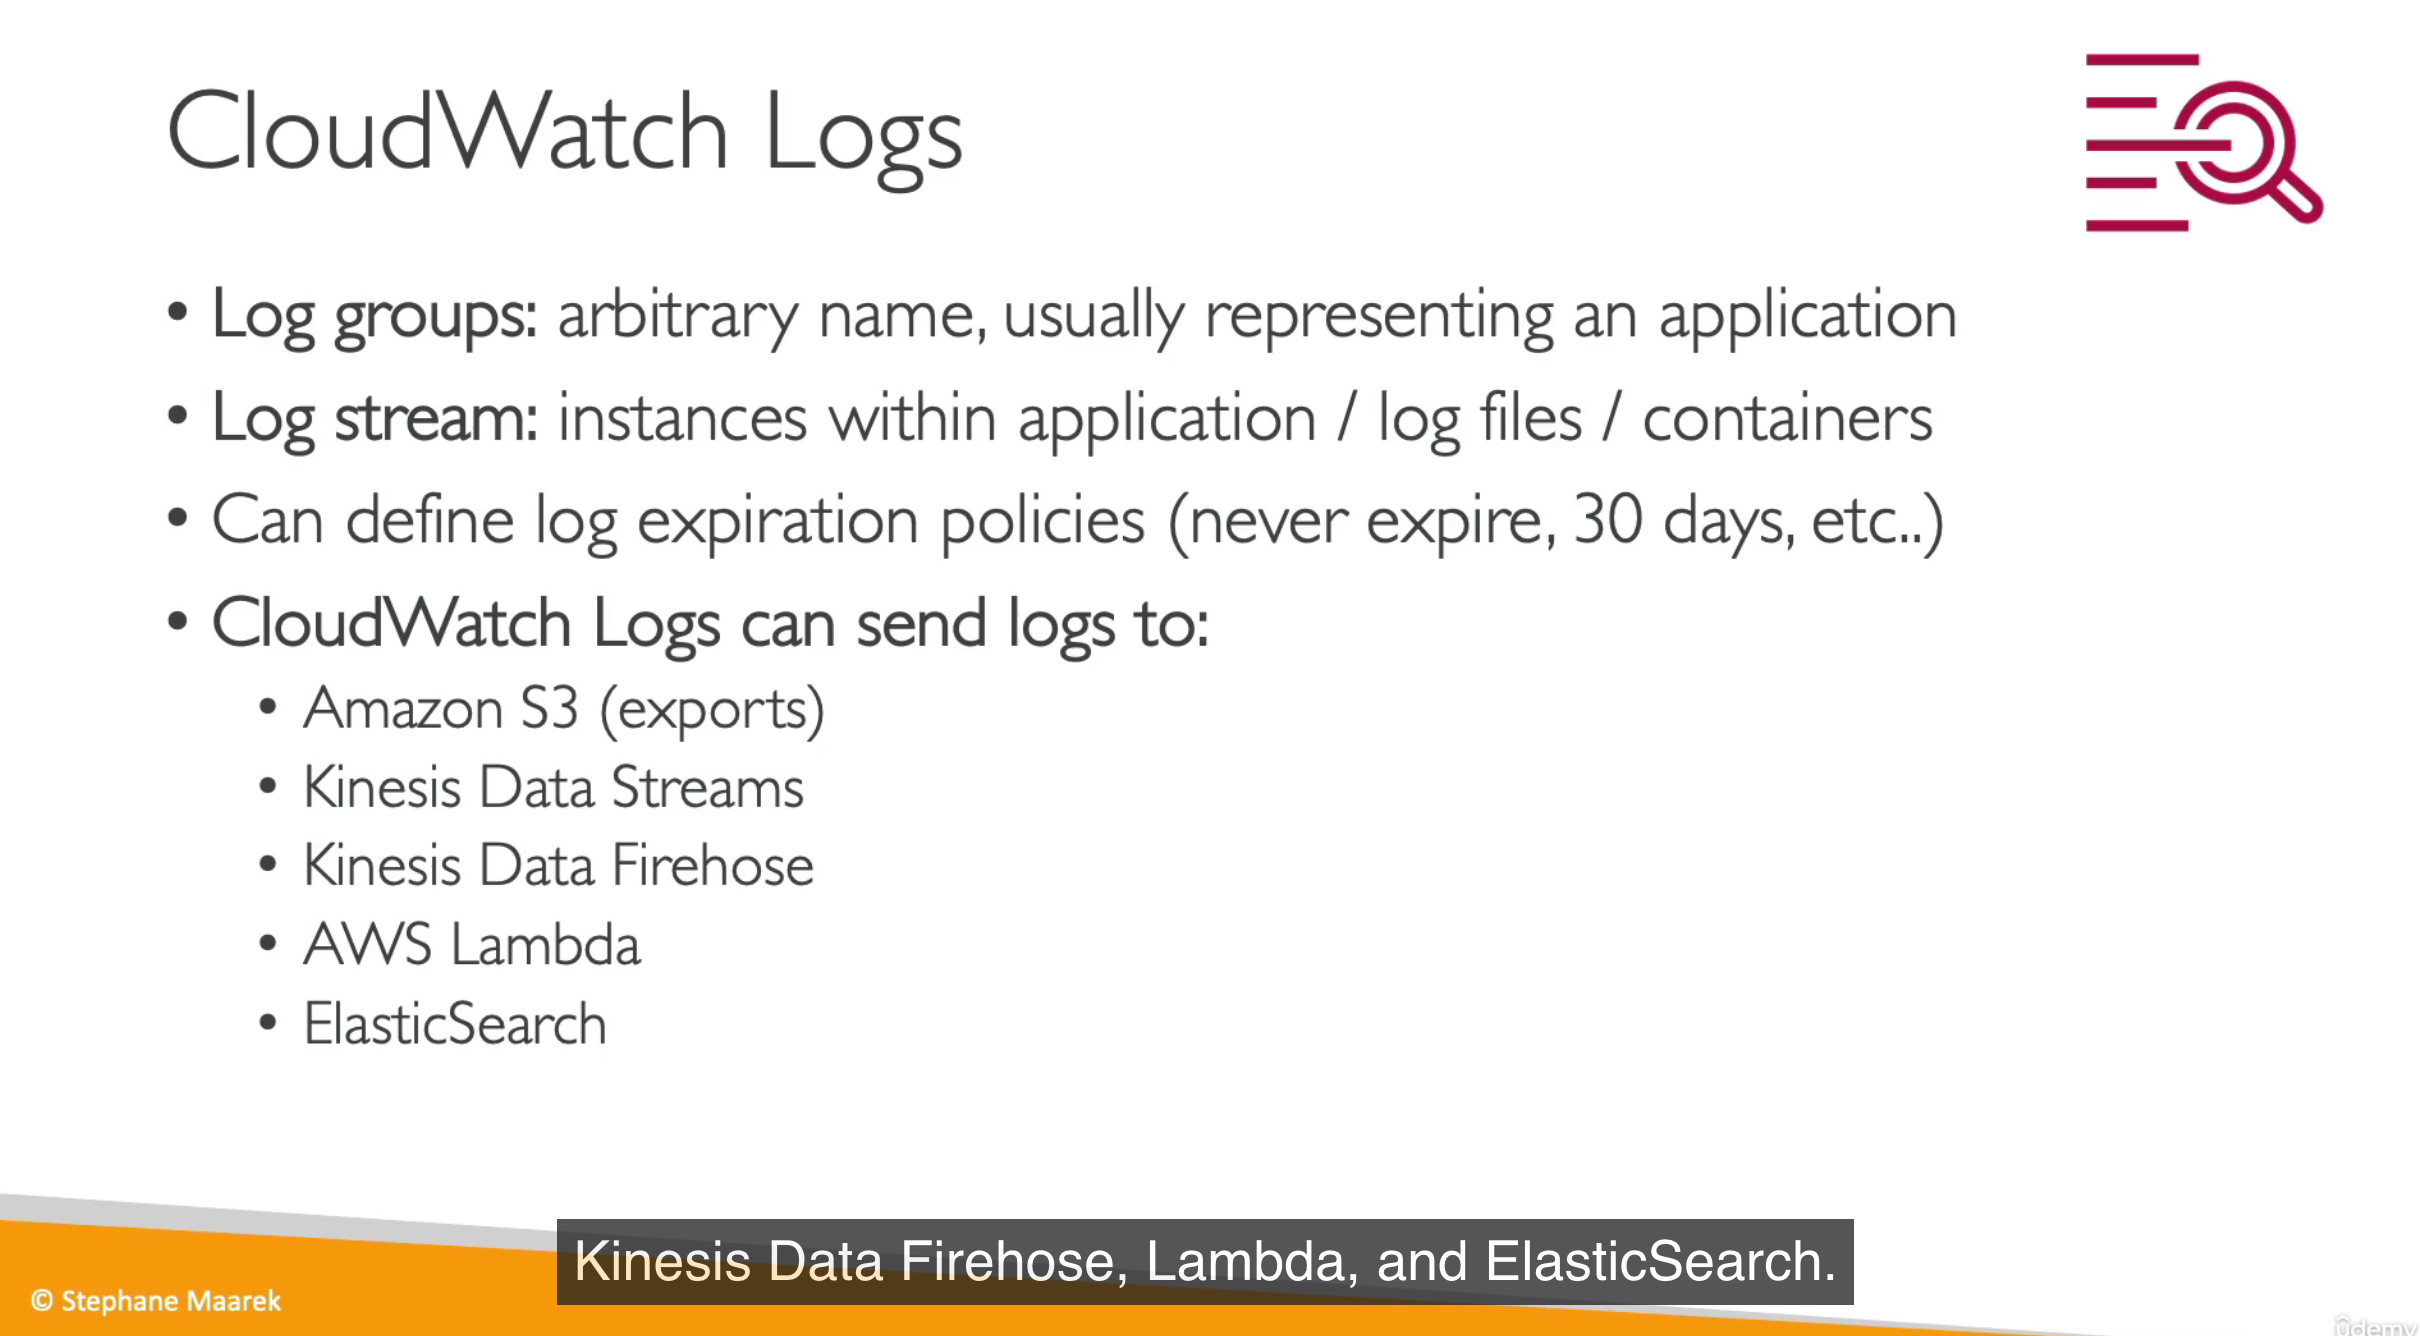 CloudWatch Logs
• Log groups: arbitrary name, usually representing an application
• Log stream: instances within application / log files / containers
• Can define log expiration policies (never expire, 30 days, etc..)
• CloudWatch Logs can send logs to:
• Amazon S3 (exports)
• Kinesis Data Streams
• Kinesis Data Firehose
• AWS Lambda
• ElasticSearch
Kinesis Data Firehose, Lambda, and ElasticSearch.
© Stephane Maarek
ûdemy